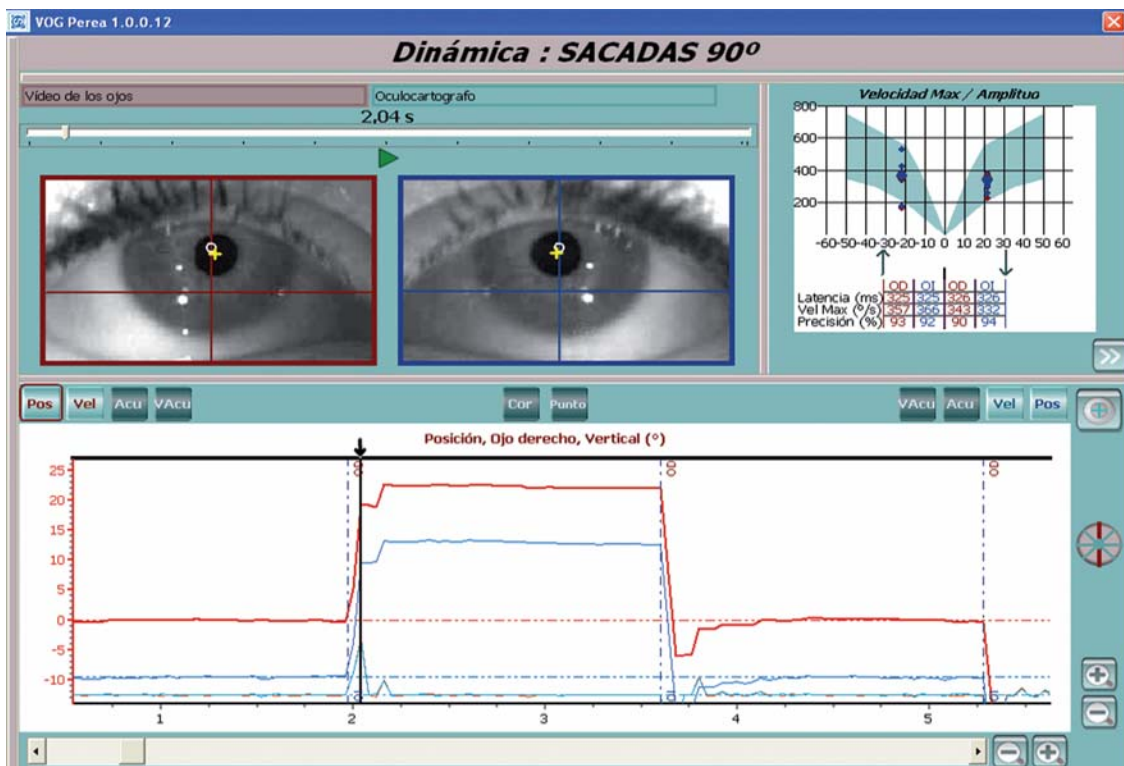 VOG Perea 1.0.0.12
Dinámica : SACADAS 90º
Vídeo de los ojos
Oculocartografo
2,04 s
Velocidad Max / Amplituo
800
600
400
200
-60 -50 -40 -30 -20 -10 0 10 20 30 40 50 60
OD OI OD OI
Latencia (ms) 325 325 326 326
Vel Max (º/s) 357 366 343 332
Precisión (%) 93 92 90 94
>>
Pos Vel Acu VAcu Cor Punto VAcu Acu Vel Pos
Posición, Ojo derecho, Vertical (°)
25
20
15
10
5
0
-5
-10
OD OD
1 2 3 4 5